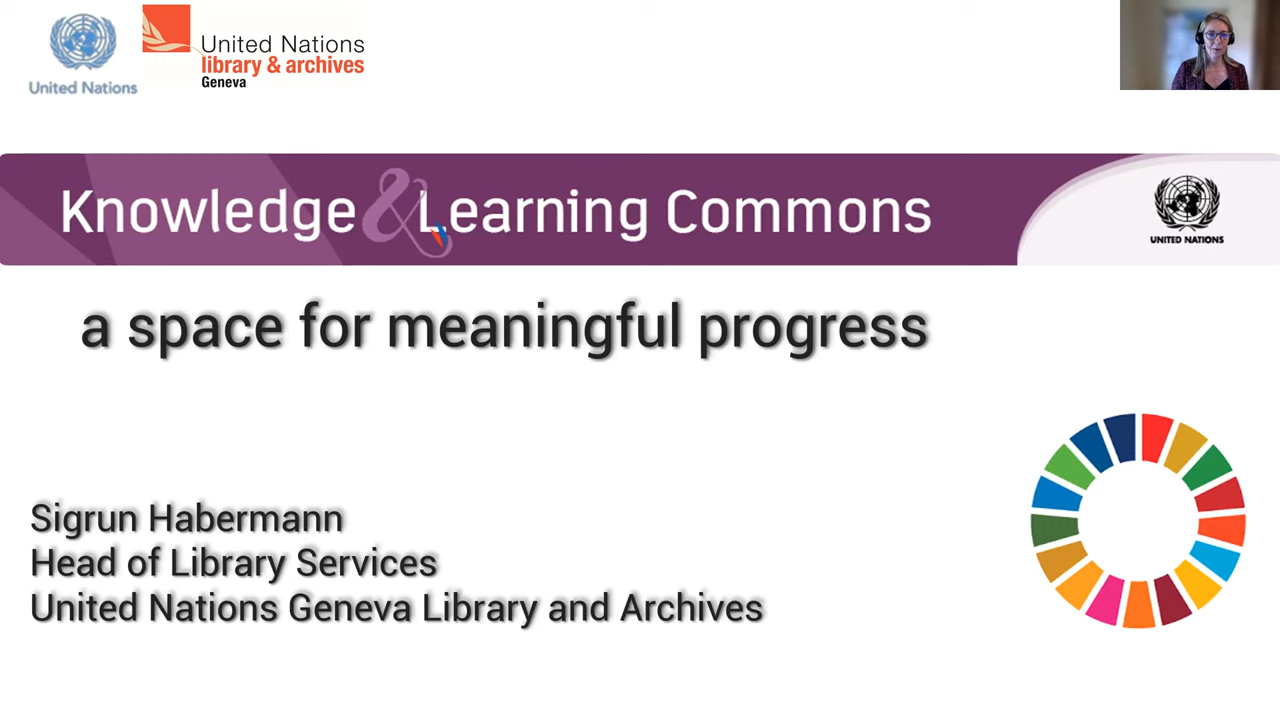 United Nations
United Nations
library & archives
Geneva
Knowledge & Learning Commons
UNITED NATIONS
a space for meaningful progress
Sigrun Habermann
Head of Library Services
United Nations Geneva Library and Archives